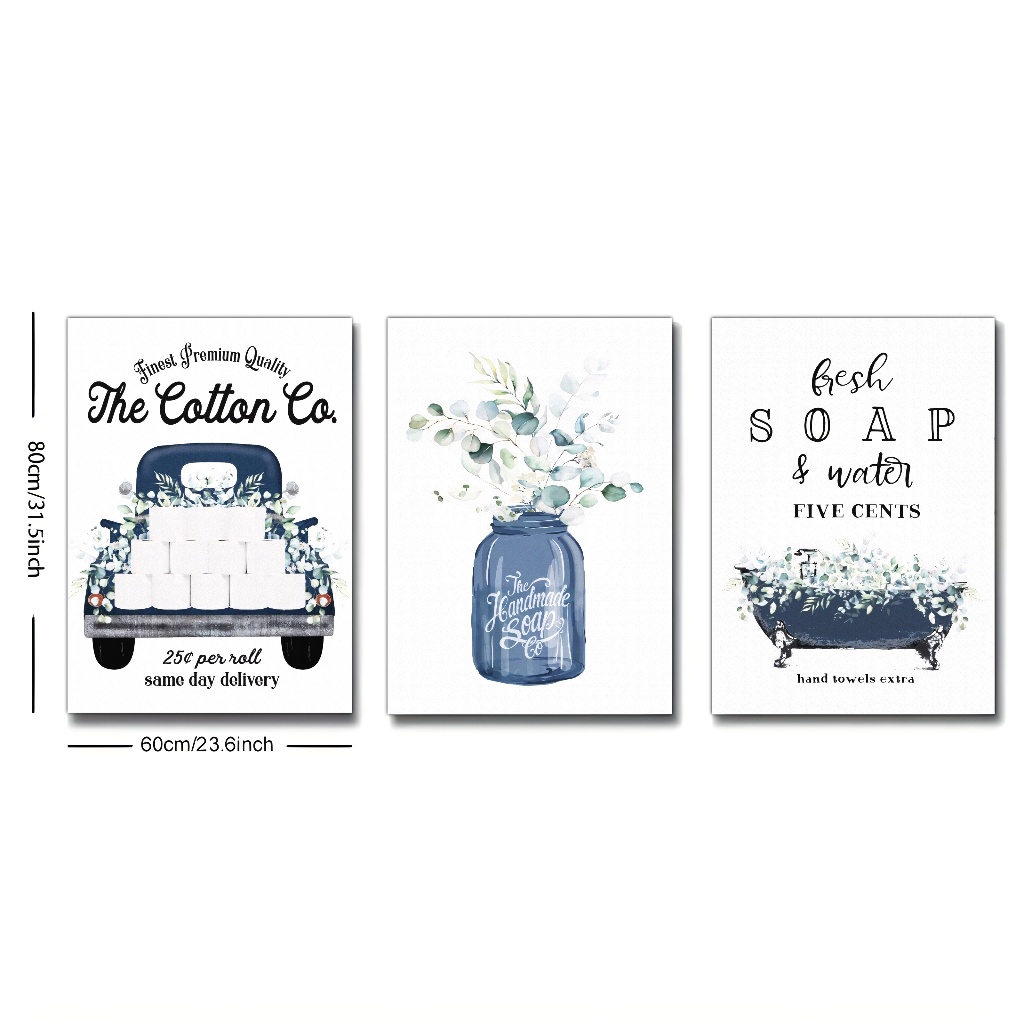 Finest Premium Quality
The Cotton Co.
25¢ per roll
same day delivery
The
Handmade
Soap
Co
fresh
SOAP
& water
FIVE CENTS
hand towels extra
80cm/31.5inch
60cm/23.6inch